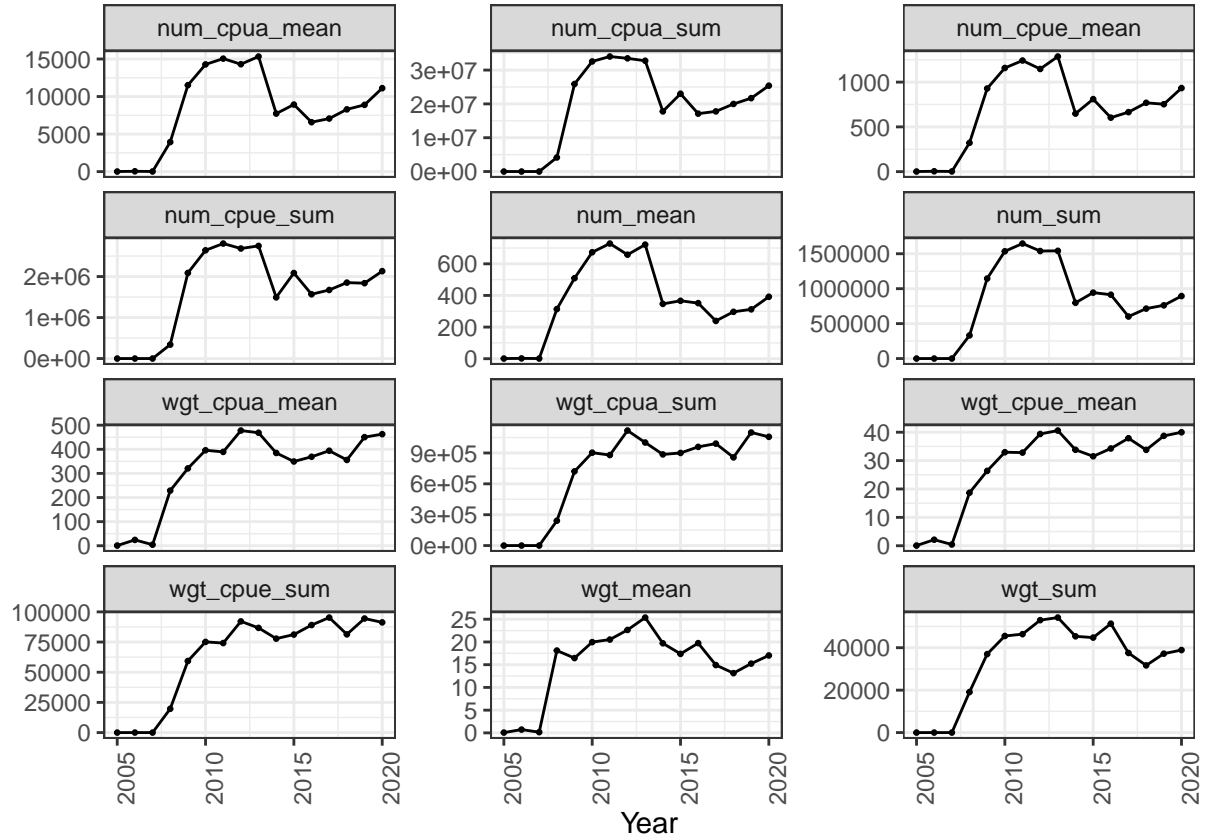 num_cpua_mean
num_cpua_sum
num_cpue_mean
15000
10000
5000
0
3e+07
2e+07
1e+07
0e+00
1000
500
0
num_cpue_sum
num_mean
num_sum
2e+06
1e+06
0e+00
600
400
200
0
1500000
1000000
500000
0
wgt_cpua_mean
wgt_cpua_sum
wgt_cpue_mean
500
400
300
200
100
0
9e+05
6e+05
3e+05
0e+00
40
30
20
10
0
wgt_cpue_sum
wgt_mean
wgt_sum
100000
75000
50000
25000
0
25
20
15
10
5
0
40000
20000
0
2005
2010
2015
2020
2005
2010
2015
2020
2005
2010
2015
2020
Year